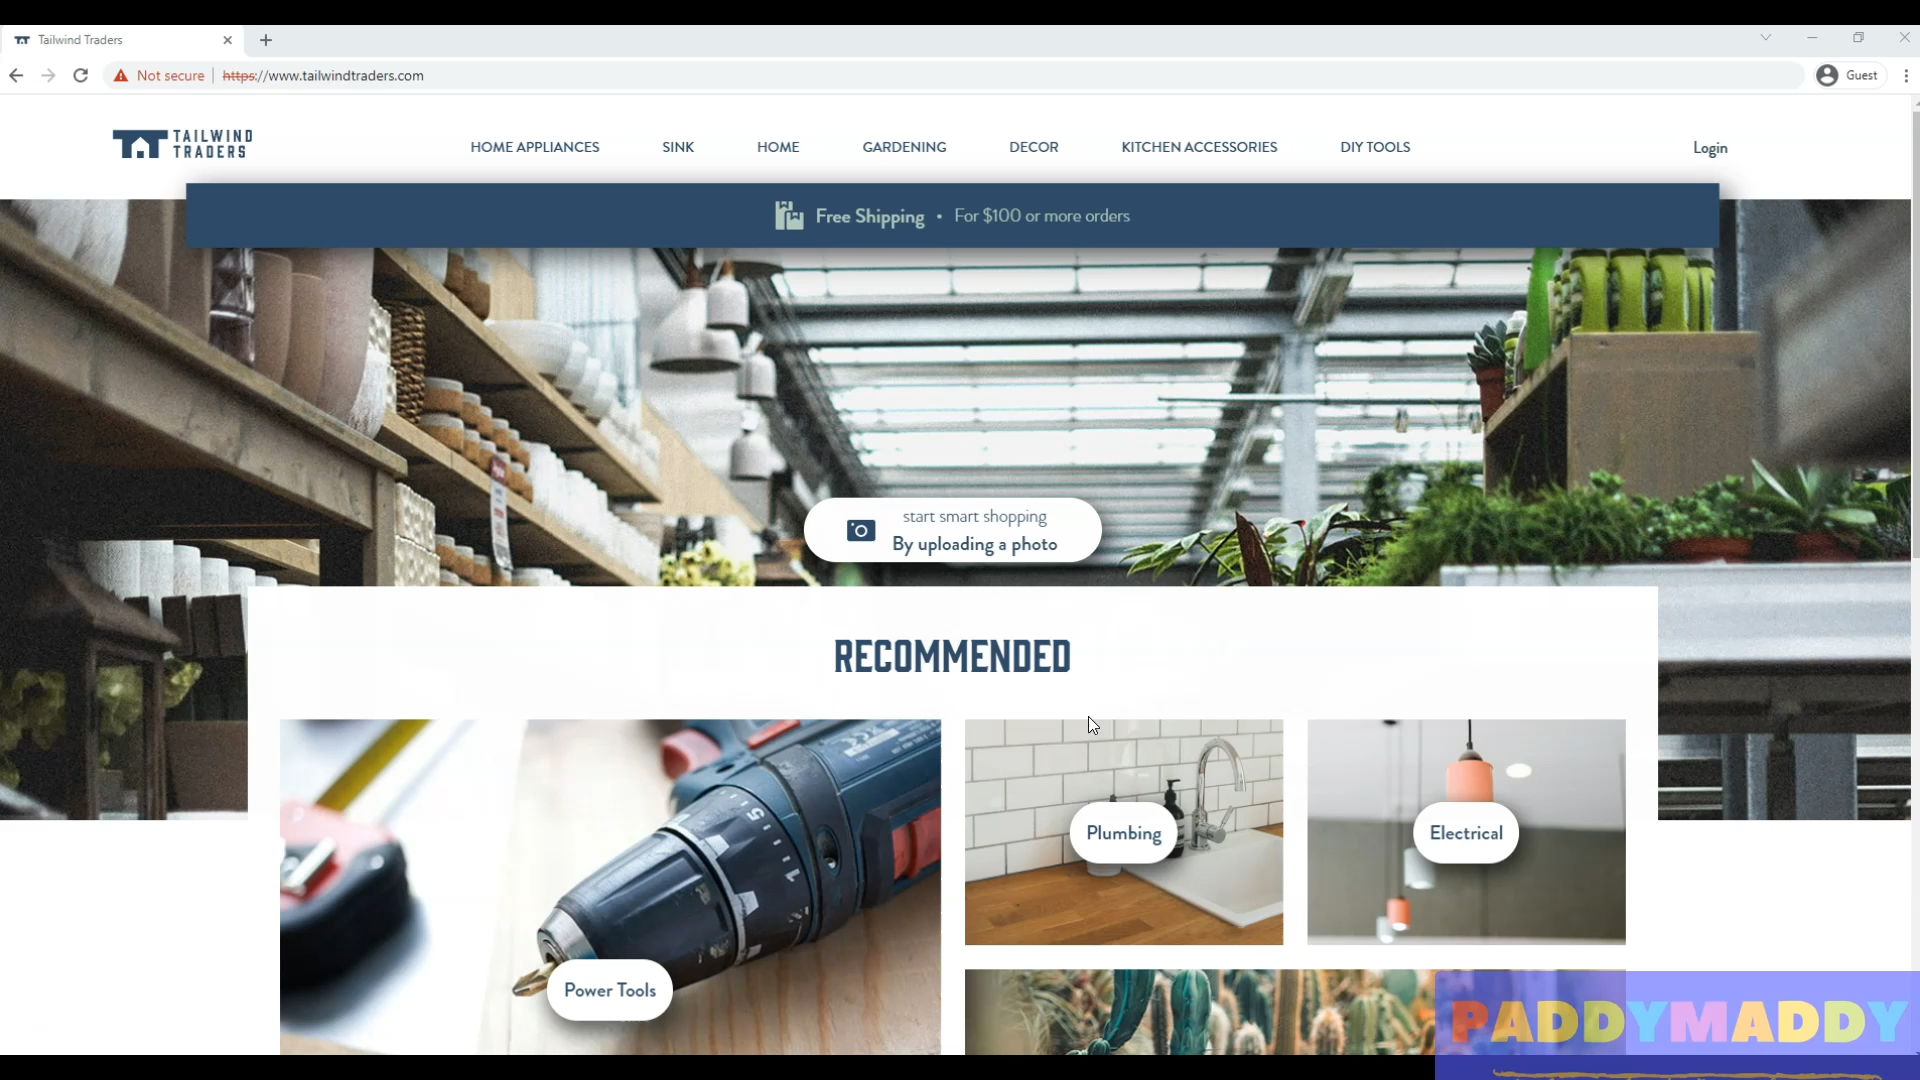 Tailwind Traders
Not secure | https://www.tailwindtraders.com
Guest
TAILWIND
TRADERS
HOME APPLIANCES
SINK
HOME
GARDENING
DECOR
KITCHEN ACCESSORIES
DIY TOOLS
Login
Free Shipping • For $100 or more orders
start smart shopping
By uploading a photo
RECOMMENDED
Plumbing
Electrical
Power Tools
PADDYMADDY